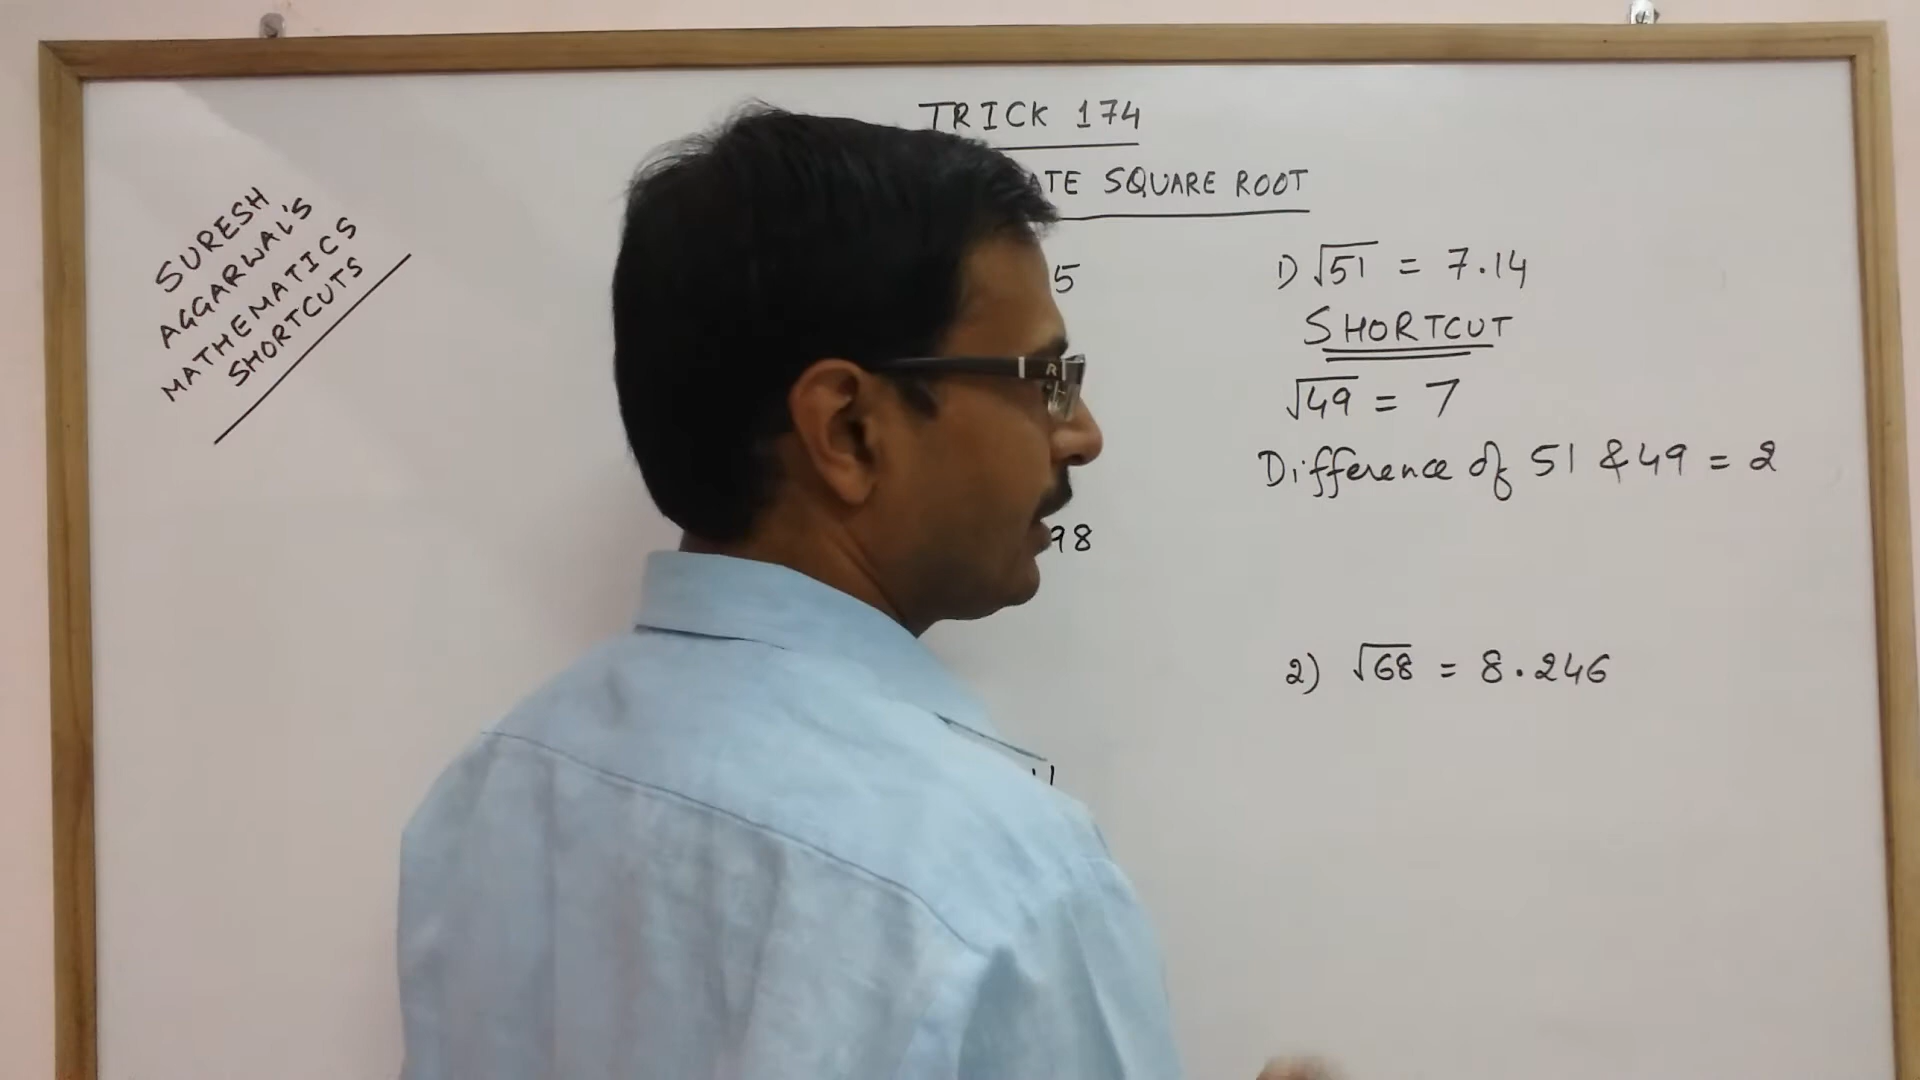 TRICK 174
SQUARE ROOT
SURESH
AGGARWAL'S
MATHEMATICS
SHORTCUTS
5
98
1) √51 = 7.14
SHORTCUT
√49 = 7
Difference of 51 & 49 = 2
2) √68 = 8.246